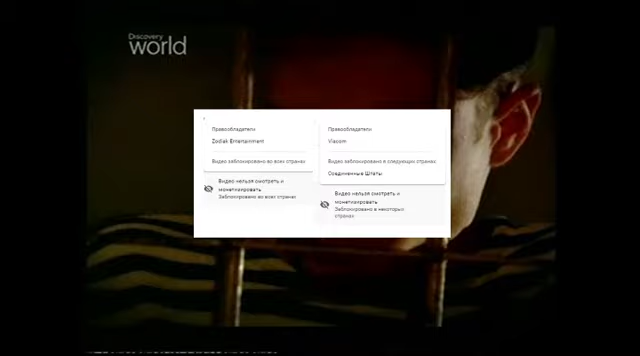 Discovery
world
Правообладатели
Zodiak Entertainment
Видео заблокировано во всех странах
Видео нельзя смотреть и
монетизировать
Заблокировано во всех странах
Правообладатели
Viacom
Видео заблокировано в следующих странах
Соединенные Штаты
Видео нельзя смотреть и
монетизировать
Заблокировано в некоторых
странах